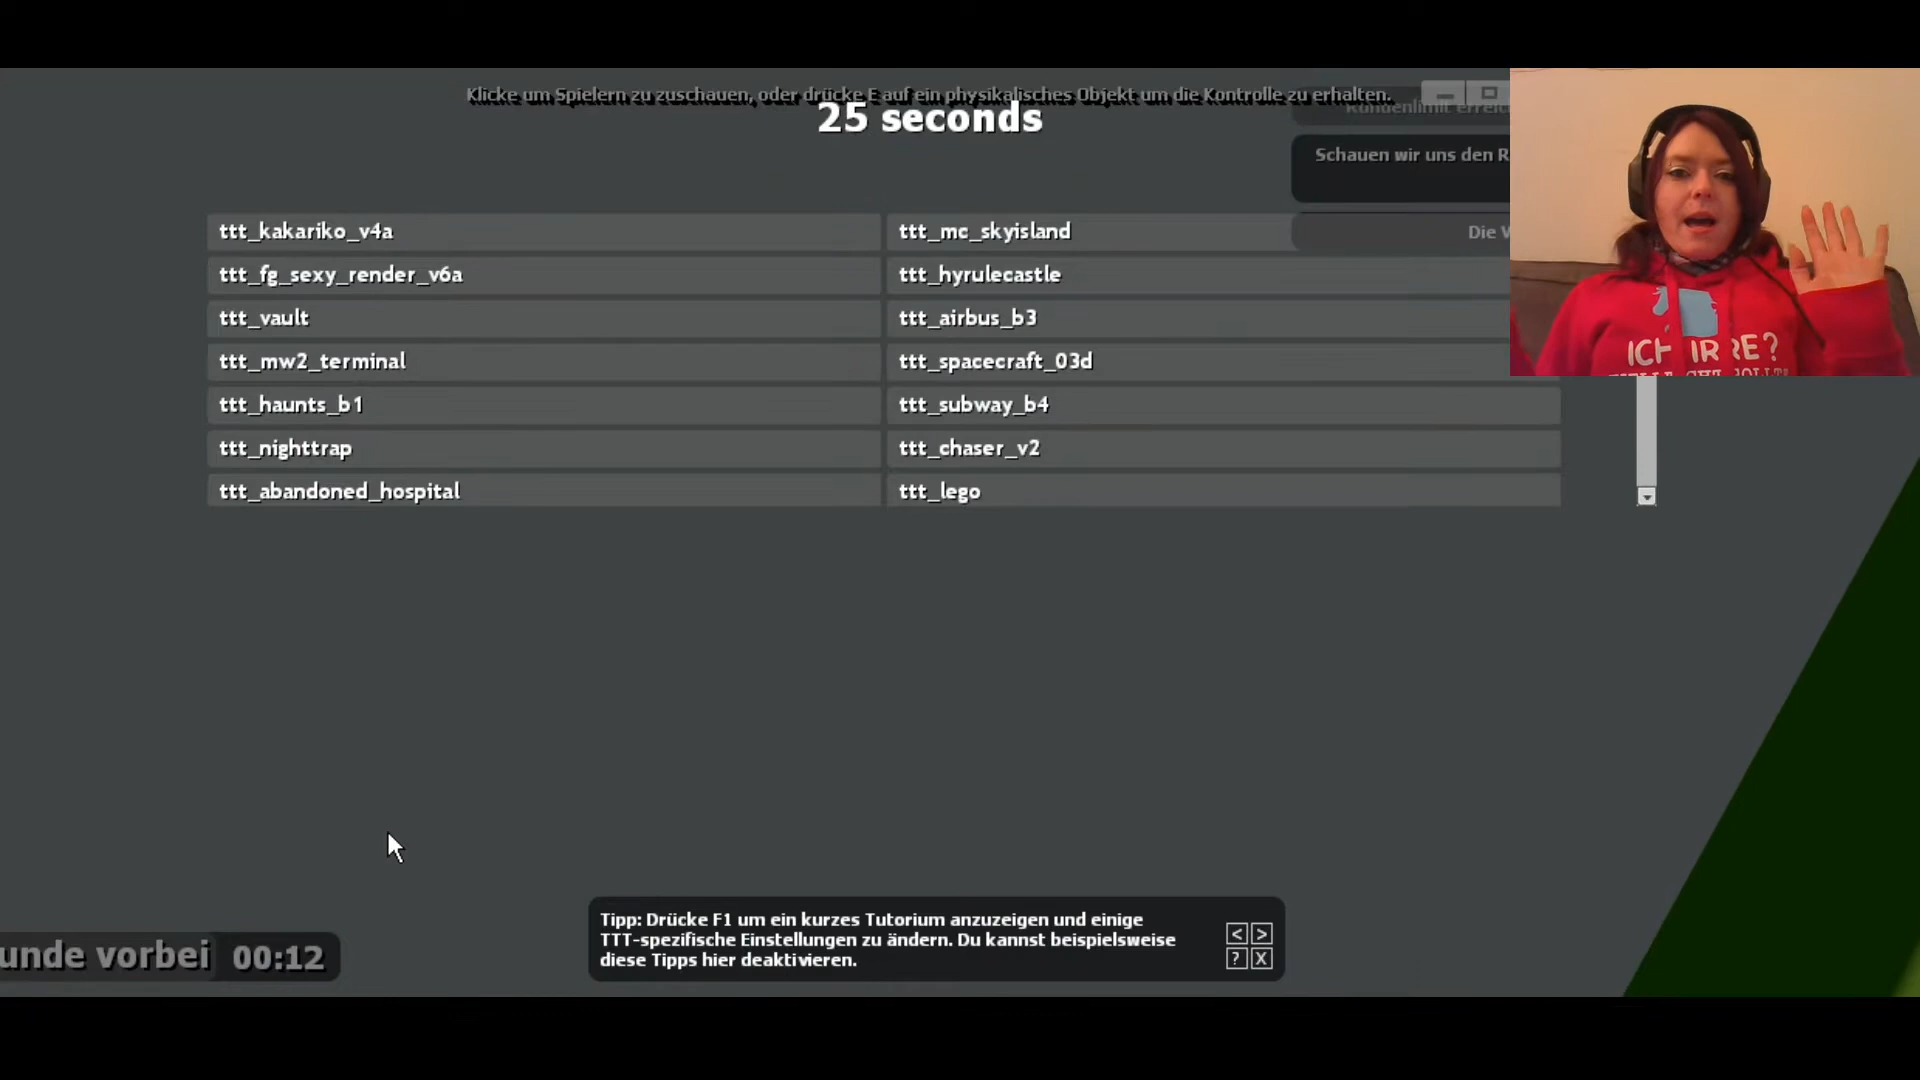 Klicke um Spielern zu zuschauen, oder drücke E auf ein physikalisches Objekt um die Kontrolle zu erhalten.
25 seconds
Rundenlimit
Schauen wir uns den
Die
ttt_kakariko_v4a
ttt_mc_skyisland
ttt_fg_sexy_render_v6a
ttt_hyrulecastle
ttt_vault
ttt_airbus_b3
ttt_mw2_terminal
ttt_spacecraft_03d
ttt_haunts_b1
ttt_subway_b4
ttt_nighttrap
ttt_chaser_v2
ttt_abandoned_hospital
ttt_lego
ICH IRRE?
unde vorbei 00:12
Tipp: Drücke F1 um ein kurzes Tutorium anzuzeigen und einige
TTT-spezifische Einstellungen zu ändern. Du kannst beispielsweise
diese Tipps hier deaktivieren.
< >
? X